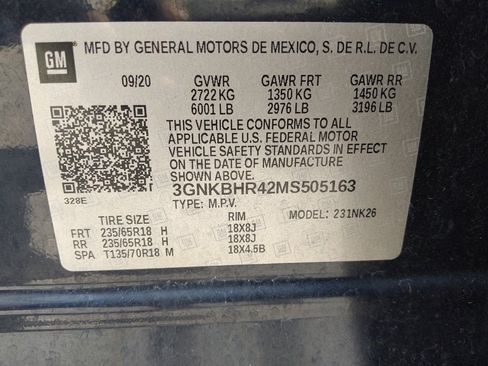 GM MFD BY GENERAL MOTORS DE MEXICO, S. DE R.L. DE C.V.
09/20 GVWR GAWR FRT GAWR RR
2722 KG 1350 KG 1450 KG
6001 LB 2976 LB 3196 LB
THIS VEHICLE CONFORMS TO ALL
APPLICABLE U.S. FEDERAL MOTOR
VEHICLE SAFETY STANDARDS IN EFFECT
ON THE DATE OF MANUFACTURE
SHOWN ABOVE.
328E 3GNKBHR42MS505163
TYPE: M.P.V. MODEL: 231NK26
TIRE SIZE RIM
FRT 235/65R18 H 18X8J
RR 235/65R18 H 18X8J
SPA T135/70R18 M 18X4.5B